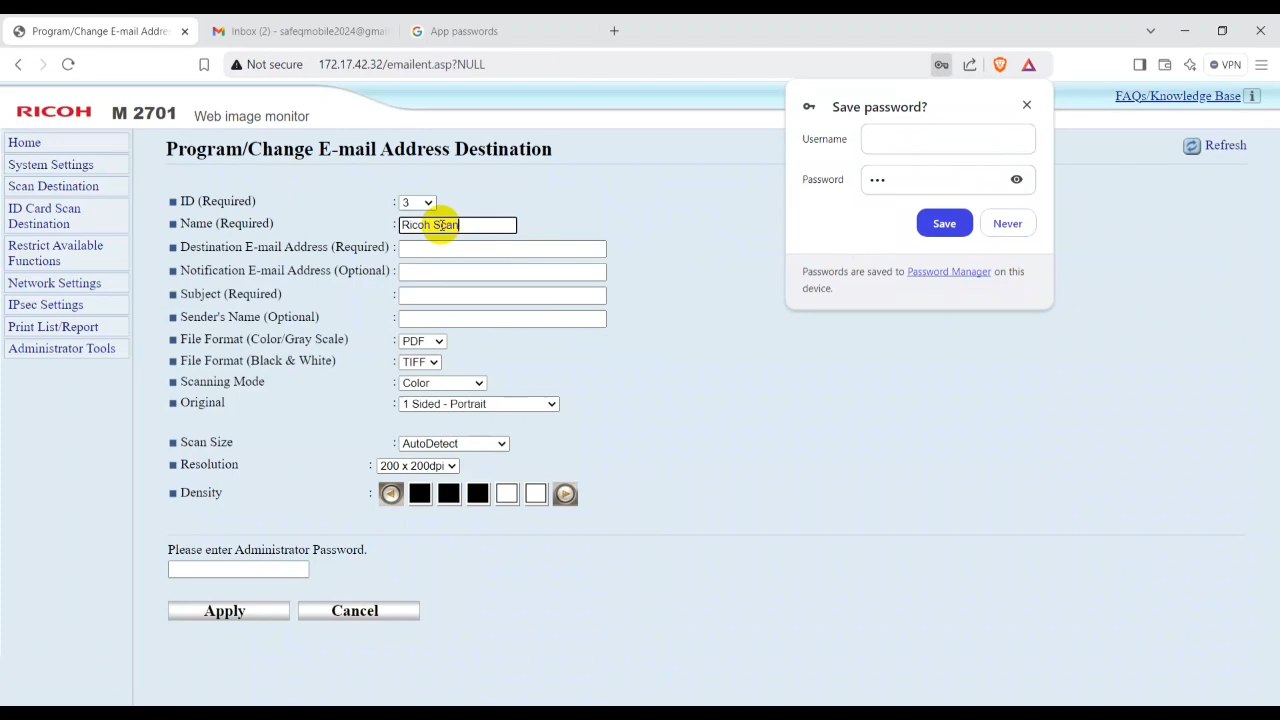 Program/Change E-mail Addre
Inbox (2) - safeqmobile2024@gmai
App passwords
Not secure
172.17.42.32/emailent.asp?NULL
VPN
RICOH
M 2701
Web image monitor
FAQs/Knowledge Base
Save password?
Username
Password
•••
Save
Never
Passwords are saved to Password Manager on this
device.
Home
System Settings
Scan Destination
ID Card Scan
Destination
Restrict Available
Functions
Network Settings
IPsec Settings
Print List/Report
Administrator Tools
Program/Change E-mail Address Destination
Refresh
ID (Required) : 3
Name (Required) : Ricoh Scan
Destination E-mail Address (Required) :
Notification E-mail Address (Optional) :
Subject (Required) :
Sender's Name (Optional) :
File Format (Color/Gray Scale) : PDF
File Format (Black & White) : TIFF
Scanning Mode : Color
Original : 1 Sided - Portrait
Scan Size : AutoDetect
Resolution : 200 x 200dpi
Density :
Please enter Administrator Password.
Apply
Cancel